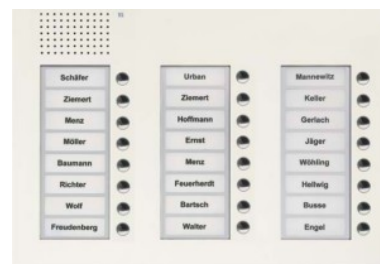 Schäfer
Ziemert
Menz
Möller
Baumann
Richter
Wolf
Freudenberg
Urban
Ziemert
Hoffmann
Ernst
Menz
Feuerherdt
Bartsch
Walter
Mannewitz
Keller
Gerlach
Jäger
Wöhling
Hellwig
Busse
Engel